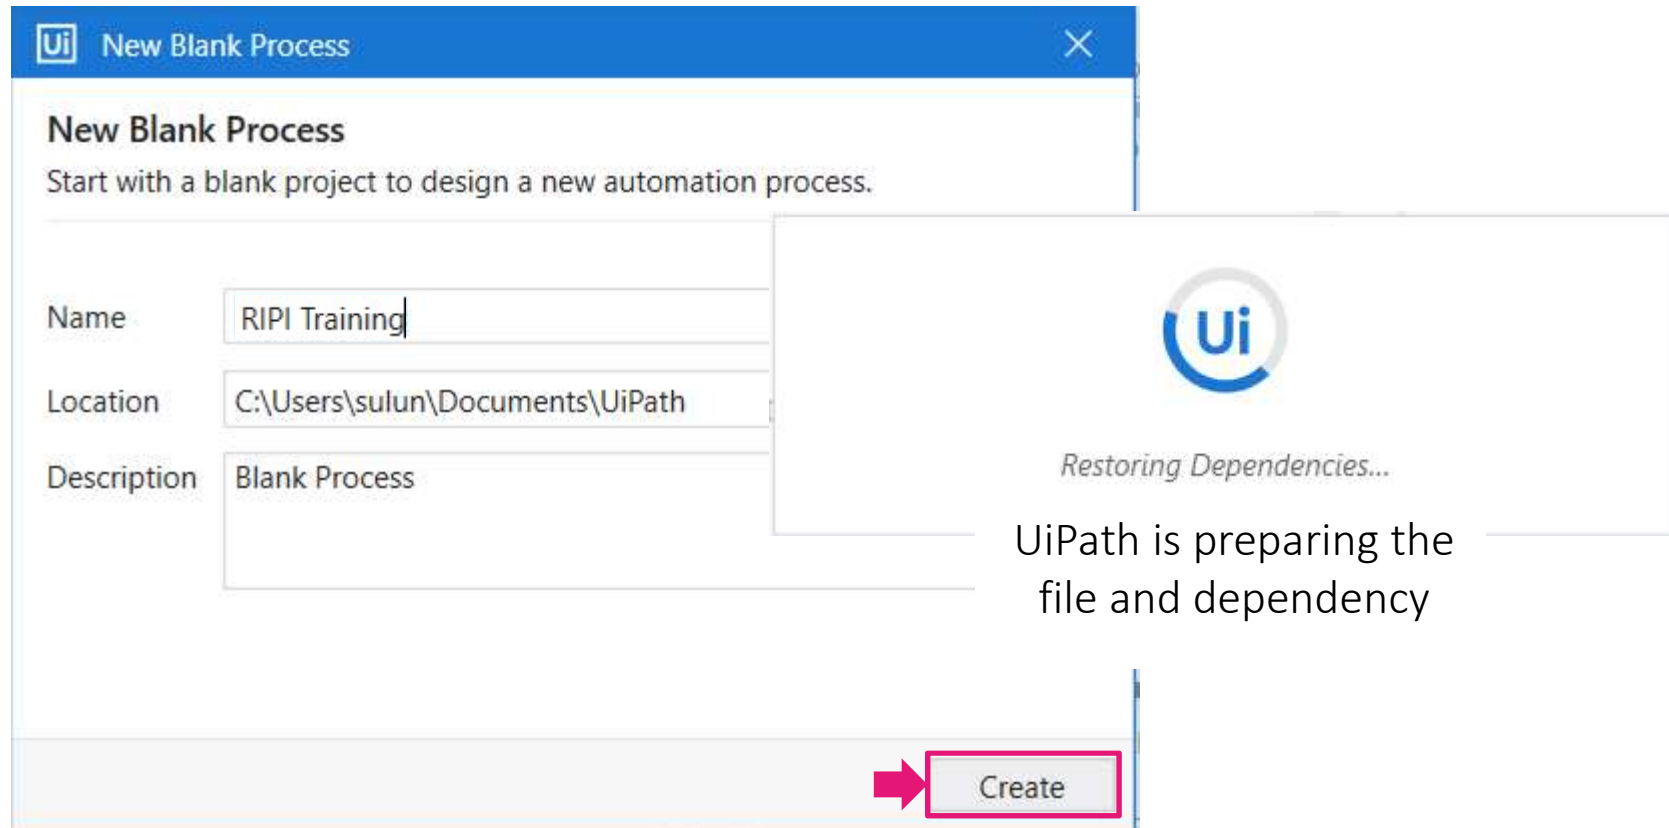 Ui New Blank Process
New Blank Process
Start with a blank project to design a new automation process.
Name RIPI Training
Location C:\Users\sulun\Documents\UiPath
Description Blank Process
Ui
Restoring Dependencies...
UiPath is preparing the
file and dependency
Create